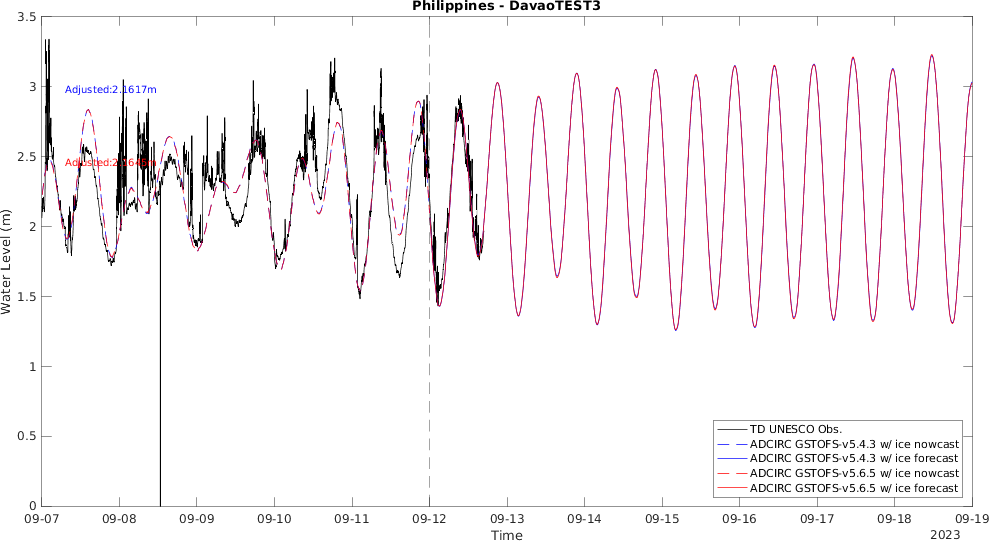 Philippines - DavaoTEST3
Water Level (m)
3.5
3
2.5
2
1.5
1
0.5
0
Adjusted:2.1617m
TD UNESCO Obs.
ADCIRC GSTOFS-v5.4.3 w/ ice nowcast
ADCIRC GSTOFS-v5.4.3 w/ ice forecast
ADCIRC GSTOFS-v5.6.5 w/ ice nowcast
ADCIRC GSTOFS-v5.6.5 w/ ice forecast
09-07 09-08 09-09 09-10 09-11 09-12 09-13 09-14 09-15 09-16 09-17 09-18 09-19
Time
2023